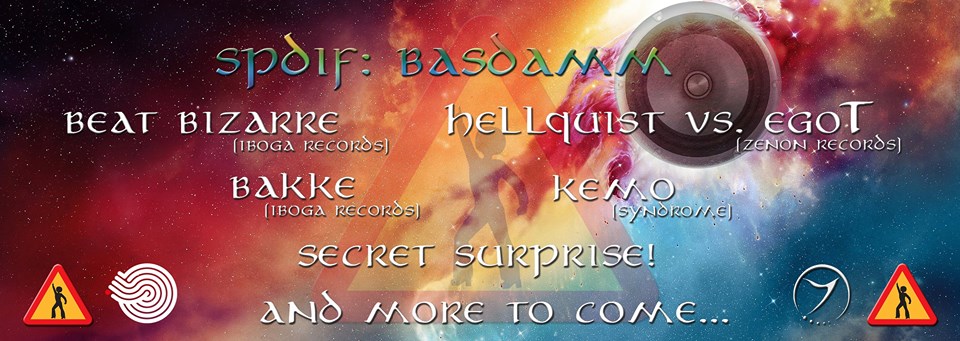 SPDIF: BASDAMM
BEAT BIZARRE
(IBOGA RECORDS)
HELLQUIST VS. EGOT
(ZENON RECORDS)
BAKKE
(IBOGA RECORDS)
KEMO
(SYNDROME)
SECRET SURPRISE!
AND MORE TO COME...